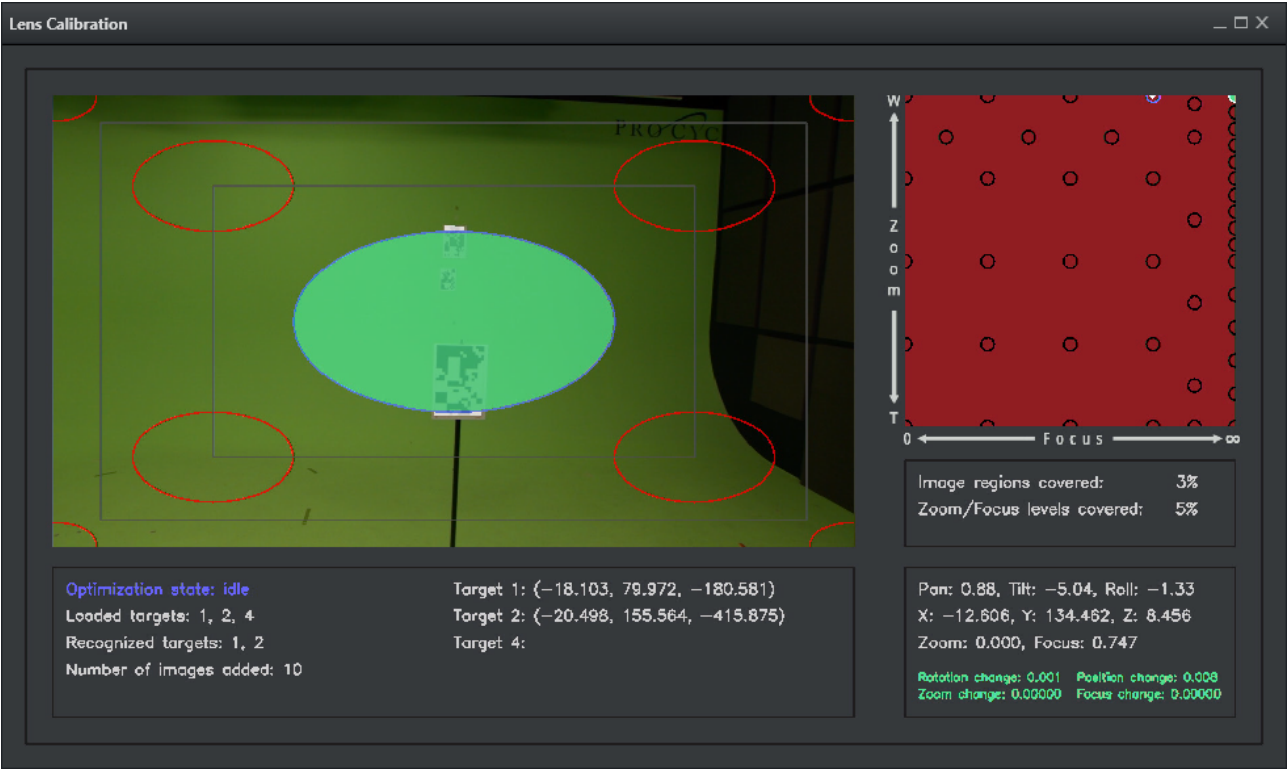 Lens Calibration
PRO CYC
W
Zoom
T
0 Focus ∞
Image regions covered: 3%
Zoom/Focus levels covered: 5%
Optimization state: idle
Loaded targets: 1, 2, 4
Recognized targets: 1, 2
Number of images added: 10
Target 1: (−18.103, 79.972, −180.581)
Target 2: (−20.498, 155.564, −415.875)
Target 4:
Pan: 0.88, Tilt: −5.04, Roll: −1.33
X: −12.606, Y: 134.462, Z: 8.456
Zoom: 0.000, Focus: 0.747
Rotation change: 0.001 Position change: 0.008
Zoom change: 0.00000 Focus change: 0.00000